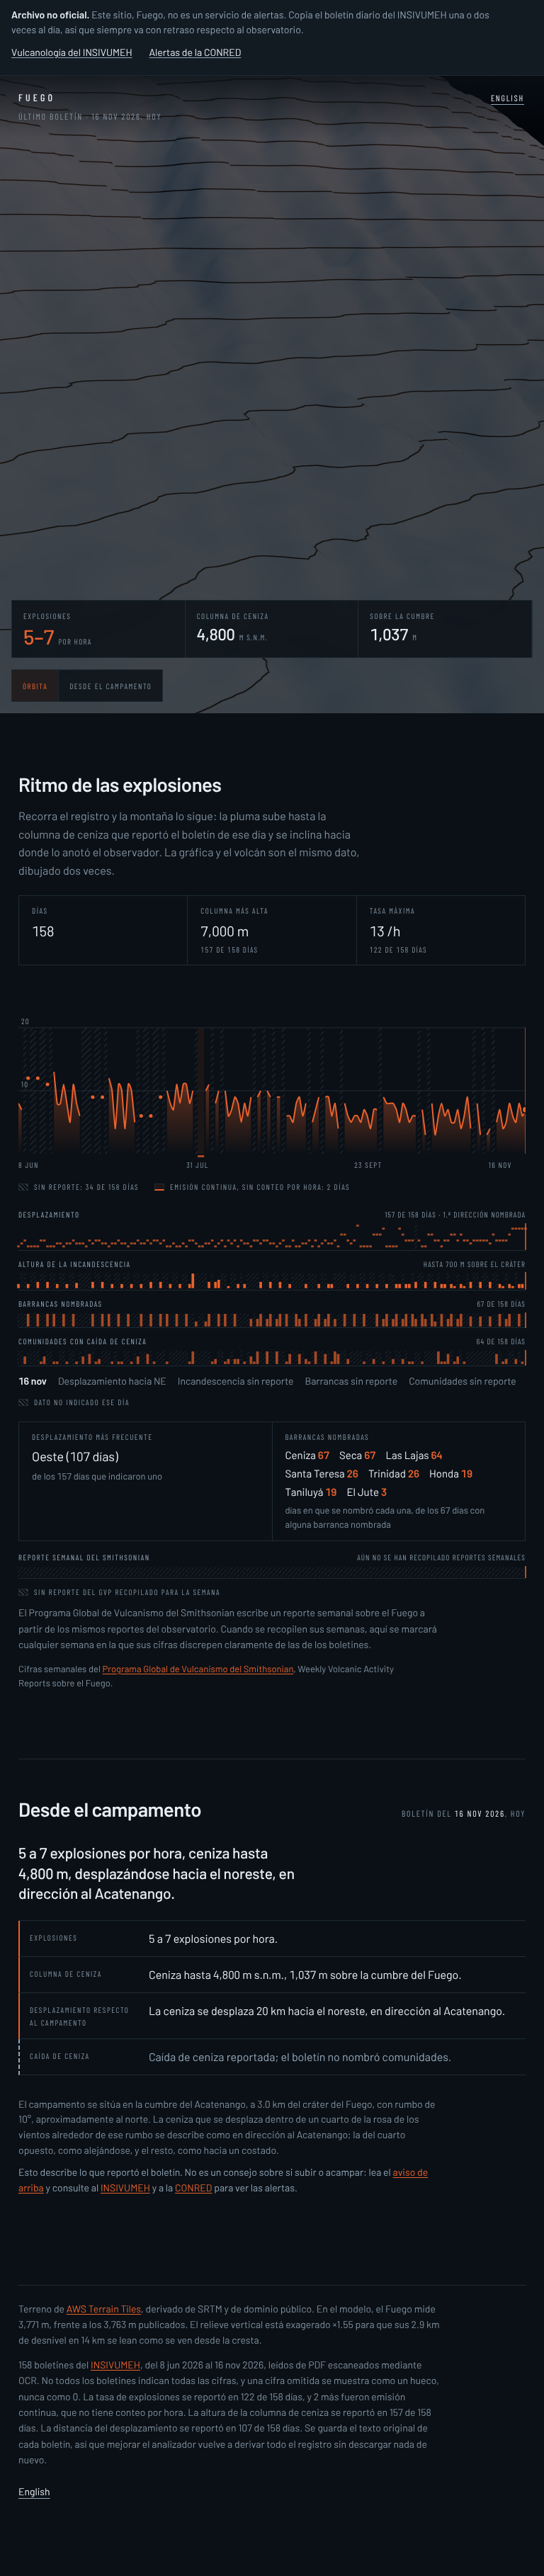 Archivo no oficial. Este sitio, Fuego, no es un servicio de alertas. Copia el boletín diario del INSIVUMEH una o dos
veces al día, así que siempre va con retraso respecto al observatorio.
Vulcanología del INSIVUMEH Alertas de la CONRED
FUEGO
ENGLISH
ÚLTIMO BOLETÍN · 16 NOV 2026, HOY
EXPLOSIONES
5–7 POR HORA
COLUMNA DE CENIZA
4,800 M S.N.M.
SOBRE LA CUMBRE
1,037 M
ÓRBITA
DESDE EL CAMPAMENTO
Ritmo de las explosiones
Recorra el registro y la montaña lo sigue: la pluma sube hasta la
columna de ceniza que reportó el boletín de ese día y se inclina hacia
donde lo anotó el observador. La gráfica y el volcán son el mismo dato,
dibujado dos veces.
DÍAS
158
COLUMNA MÁS ALTA
7,000 m
157 DE 158 DÍAS
TASA MÁXIMA
13 /h
122 DE 158 DÍAS
20
10
8 JUN 31 JUL 23 SEPT 16 NOV
SIN REPORTE: 34 DE 158 DÍAS EMISIÓN CONTINUA, SIN CONTEO POR HORA: 2 DÍAS
DESPLAZAMIENTO 157 DE 158 DÍAS · 1.ª DIRECCIÓN NOMBRADA
ALTURA DE LA INCANDESCENCIA HASTA 700 M SOBRE EL CRÁTER
BARRANCAS NOMBRADAS 67 DE 158 DÍAS
COMUNIDADES CON CAÍDA DE CENIZA 64 DE 158 DÍAS
16 nov Desplazamiento hacia NE Incandescencia sin reporte Barrancas sin reporte Comunidades sin reporte
DATO NO INDICADO ESE DÍA
DESPLAZAMIENTO MÁS FRECUENTE
Oeste (107 días)
de los 157 días que indicaron uno
BARRANCAS NOMBRADAS
Ceniza 67 Seca 67 Las Lajas 64
Santa Teresa 26 Trinidad 26 Honda 19
Taniluyá 19 El Jute 3
días en que se nombró cada una, de los 67 días con
alguna barranca nombrada
REPORTE SEMANAL DEL SMITHSONIAN AÚN NO SE HAN RECOPILADO REPORTES SEMANALES
SIN REPORTE DEL GVP RECOPILADO PARA LA SEMANA
El Programa Global de Vulcanismo del Smithsonian escribe un reporte semanal sobre el Fuego a
partir de los mismos reportes del observatorio. Cuando se recopilen sus semanas, aquí se marcará
cualquier semana en la que sus cifras discrepen claramente de las de los boletines.
Cifras semanales del Programa Global de Vulcanismo del Smithsonian, Weekly Volcanic Activity
Reports sobre el Fuego.
Desde el campamento
BOLETÍN DEL 16 NOV 2026, HOY
5 a 7 explosiones por hora, ceniza hasta
4,800 m, desplazándose hacia el noreste, en
dirección al Acatenango.
EXPLOSIONES
5 a 7 explosiones por hora.
COLUMNA DE CENIZA
Ceniza hasta 4,800 m s.n.m., 1,037 m sobre la cumbre del Fuego.
DESPLAZAMIENTO RESPECTO
AL CAMPAMENTO
La ceniza se desplaza 20 km hacia el noreste, en dirección al Acatenango.
CAÍDA DE CENIZA
Caída de ceniza reportada; el boletín no nombró comunidades.
El campamento se sitúa en la cumbre del Acatenango, a 3.0 km del cráter del Fuego, con rumbo de
10°, aproximadamente al norte. La ceniza que se desplaza dentro de un cuarto de la rosa de los
vientos alrededor de ese rumbo se describe como en dirección al Acatenango; la del cuarto
opuesto, como alejándose, y el resto, como hacia un costado.
Esto describe lo que reportó el boletín. No es un consejo sobre si subir o acampar: lea el aviso de
arriba y consulte al INSIVUMEH y a la CONRED para ver las alertas.
Terreno de AWS Terrain Tiles, derivado de SRTM y de dominio público. En el modelo, el Fuego mide
3,771 m, frente a los 3,763 m publicados. El relieve vertical está exagerado ×1.55 para que sus 2.9 km
de desnivel en 14 km se lean como se ven desde la cresta.
158 boletines del INSIVUMEH, del 8 jun 2026 al 16 nov 2026, leídos de PDF escaneados mediante
OCR. No todos los boletines indican todas las cifras, y una cifra omitida se muestra como un hueco,
nunca como 0. La tasa de explosiones se reportó en 122 de 158 días, y 2 más fueron emisión
continua, que no tiene conteo por hora. La altura de la columna de ceniza se reportó en 157 de 158
días. La distancia del desplazamiento se reportó en 107 de 158 días. Se guarda el texto original de
cada boletín, así que mejorar el analizador vuelve a derivar todo el registro sin descargar nada de
nuevo.
English